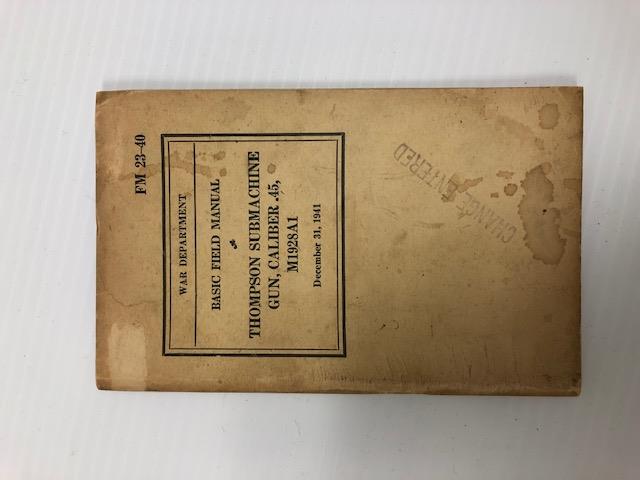 FM 23-40
WAR DEPARTMENT
BASIC FIELD MANUAL
THOMPSON SUBMACHINE
GUN, CALIBER .45,
M1928A1
December 31, 1941
CHANGE ENTERED